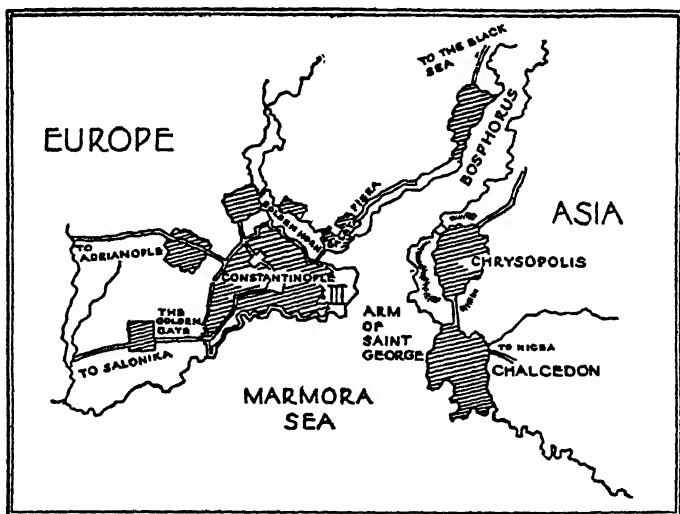 TO THE BLACK
SEA
EUROPE
BOSPHORUS
ASIA
PERA
GOLDEN HORN
TO
ADRIANOPLE
CONSTANTINOPLE
CHRYSOPOLIS
THE
GOLDEN
GATE
ARM
OF
SAINT
GEORGE
TO SALONIKA
TO NICEA
CHALCEDON
MARMORA
SEA